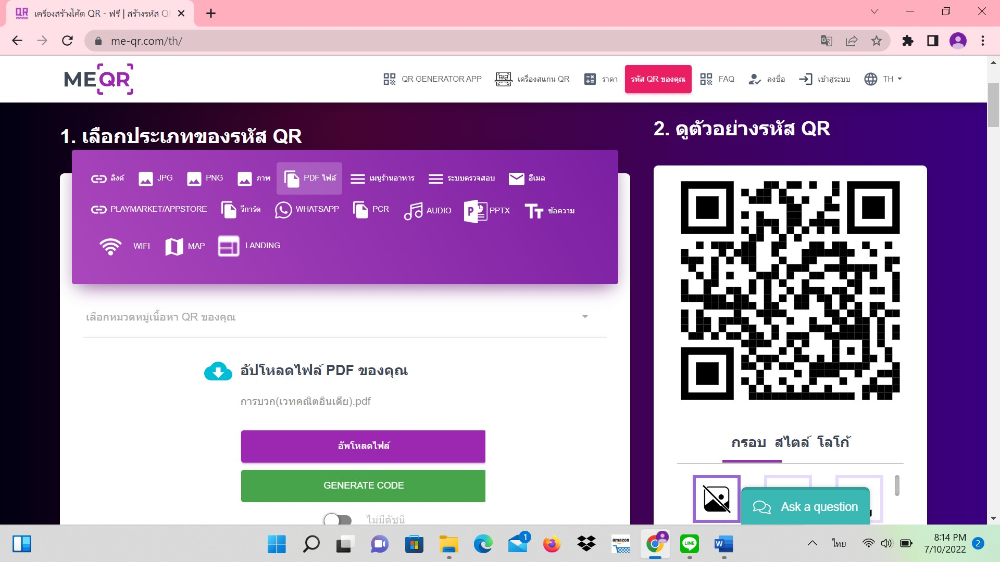 QR CODE เครื่องสร้างโค้ด QR - ฟรี | สร้างรหัส Q
me-qr.com/th/
MEQR QR GENERATOR APP เครื่องสแกน QR ราคา รหัส QR ของคุณ FAQ ลงชื่อ เข้าสู่ระบบ TH
1. เลือกประเภทของรหัส QR
ลิงค์ JPG PNG ภาพ PDF ไฟล์ เมนูร้านอาหาร ระบบตรวจสอบ อีเมล
PLAYMARKET/APPSTORE วีการ์ด WHATSAPP PCR AUDIO PPTX ข้อความ
WIFI MAP LANDING
เลือกหมวดหมู่เนื้อหา QR ของคุณ
อัปโหลดไฟล์ PDF ของคุณ
การบวก(เวทคณิตอินเดีย).pdf
อัพโหลดไฟล์
GENERATE CODE
ไม่มีดัชนี
2. ดูตัวอย่างรหัส QR
กรอบ สไตล์ โลโก้
Ask a question
1
amazon
LINE
W
ไทย
8:14 PM
7/10/2022
2